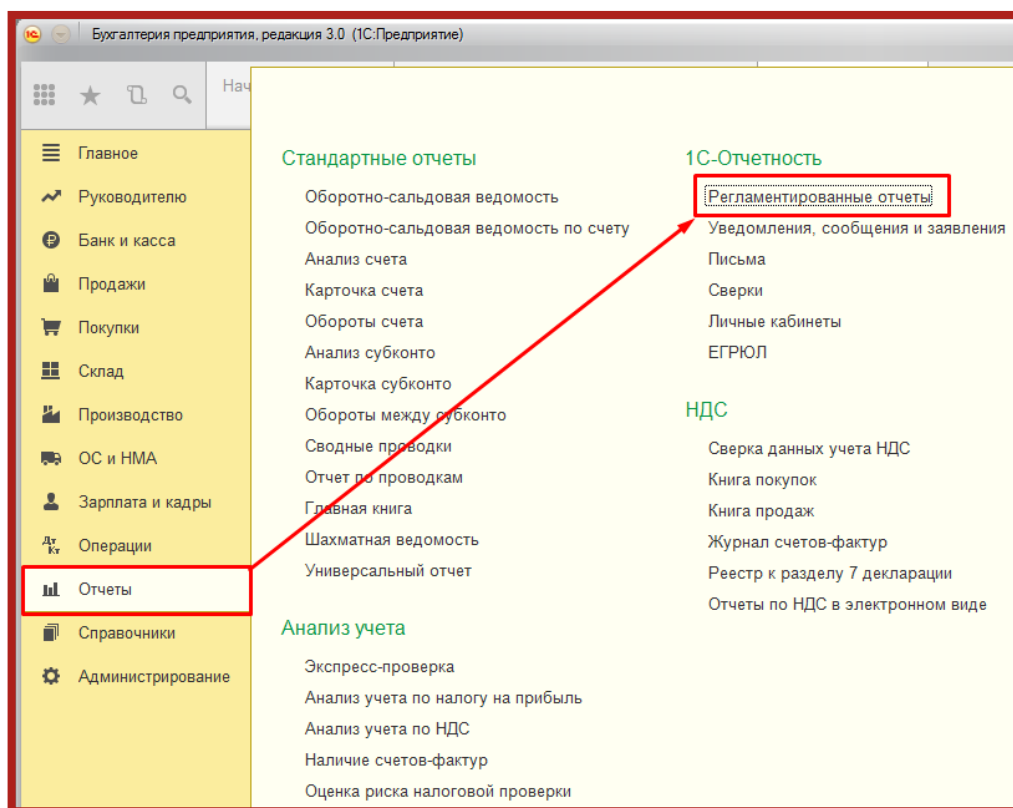 1С Бухгалтерия предприятия, редакция 3.0 (1С:Предприятие)
Нач
Главное
Руководителю
Банк и касса
Продажи
Покупки
Склад
Производство
ОС и НМА
Зарплата и кадры
Дт Кт Операции
Отчеты
Справочники
Администрирование
Стандартные отчеты
Оборотно-сальдовая ведомость
Оборотно-сальдовая ведомость по счету
Анализ счета
Карточка счета
Обороты счета
Анализ субконто
Карточка субконто
Обороты между субконто
Сводные проводки
Отчет по проводкам
Главная книга
Шахматная ведомость
Универсальный отчет
Анализ учета
Экспресс-проверка
Анализ учета по налогу на прибыль
Анализ учета по НДС
Наличие счетов-фактур
Оценка риска налоговой проверки
1С-Отчетность
Регламентированные отчеты
Уведомления, сообщения и заявления
Письма
Сверки
Личные кабинеты
ЕГРЮЛ
НДС
Сверка данных учета НДС
Книга покупок
Книга продаж
Журнал счетов-фактур
Реестр к разделу 7 декларации
Отчеты по НДС в электронном виде